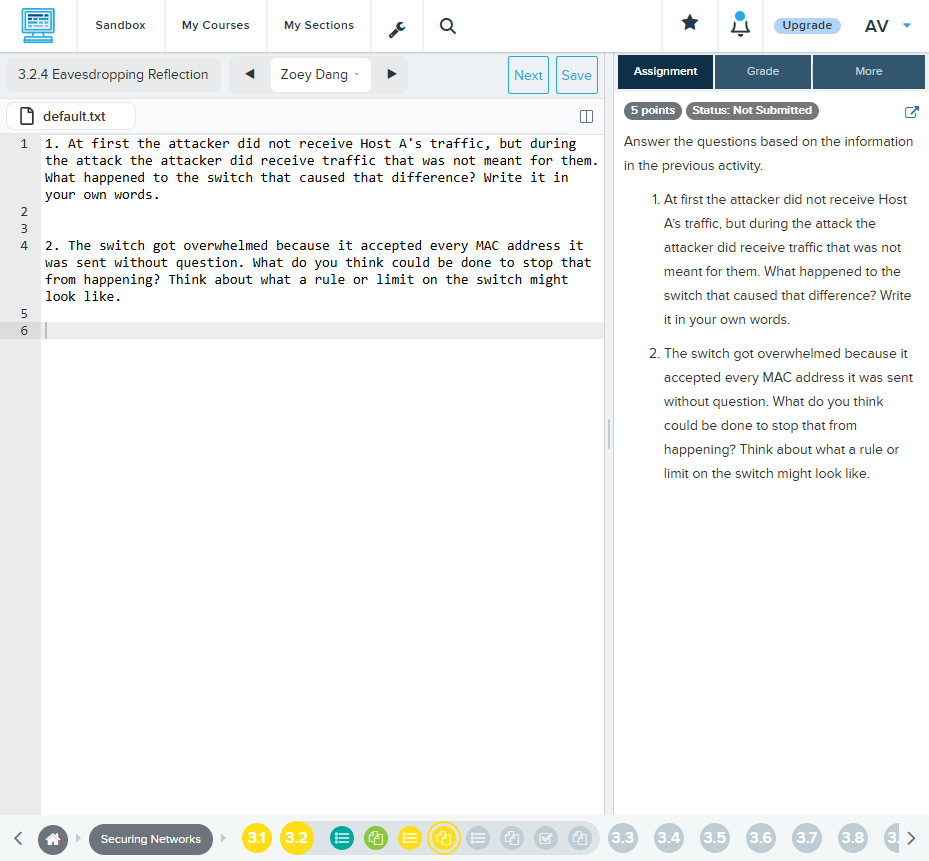 Sandbox
My Courses
My Sections
Upgrade
AV
3.2.4 Eavesdropping Reflection
Zoey Dang
Next
Save
Assignment
Grade
More
default.txt
5 points
Status: Not Submitted
1
1. At first the attacker did not receive Host A's traffic, but during
the attack the attacker did receive traffic that was not meant for them.
What happened to the switch that caused that difference? Write it in
your own words.
2
3
4
2. The switch got overwhelmed because it accepted every MAC address it
was sent without question. What do you think could be done to stop that
from happening? Think about what a rule or limit on the switch might
look like.
5
6
Answer the questions based on the information
in the previous activity.
1. At first the attacker did not receive Host
A's traffic, but during the attack the
attacker did receive traffic that was not
meant for them. What happened to the
switch that caused that difference? Write
it in your own words.
2. The switch got overwhelmed because it
accepted every MAC address it was sent
without question. What do you think
could be done to stop that from
happening? Think about what a rule or
limit on the switch might look like.
Securing Networks
3.1
3.2
3.3
3.4
3.5
3.6
3.7
3.8